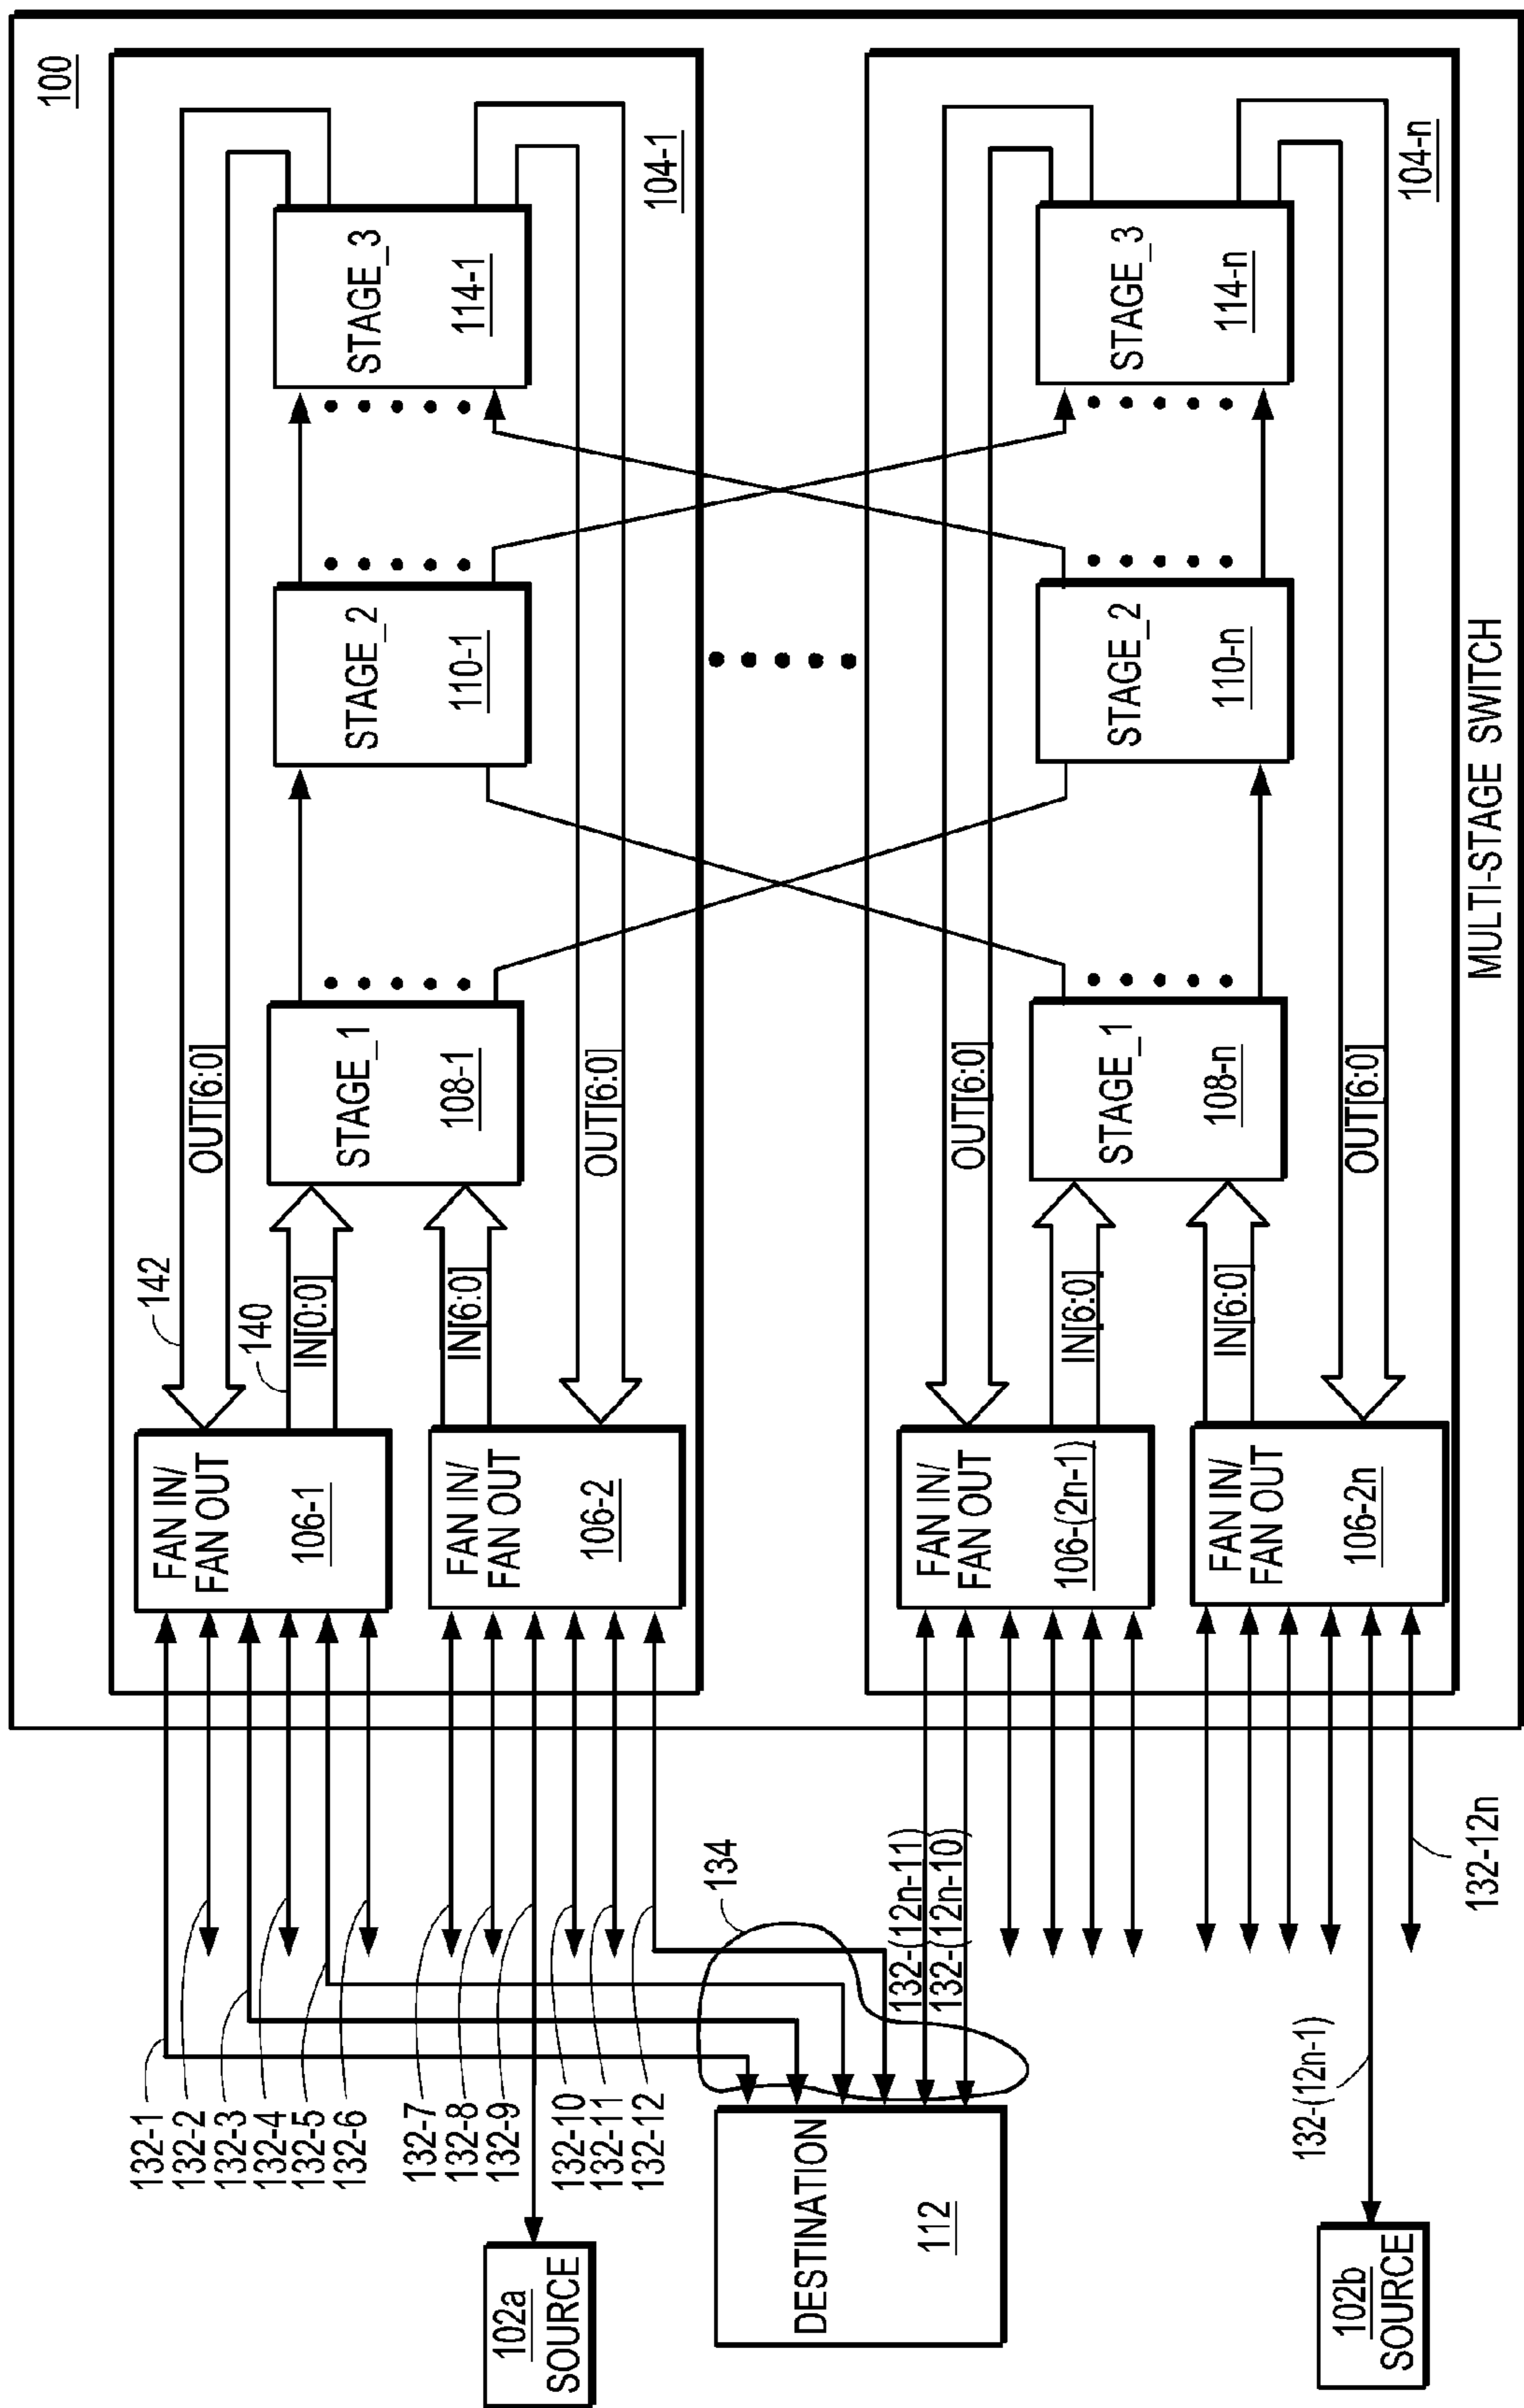 100
104-1
STAGE_3
114-1
STAGE_2
110-1
STAGE_1
108-1
OUT[6:0]
OUT[6:0]
142
140
IN[0:0]
IN[6:0]
FAN IN/
FAN OUT
106-1
FAN IN/
FAN OUT
106-2
104-n
STAGE_3
114-n
STAGE_2
110-n
STAGE_1
108-n
OUT[6:0]
OUT[6:0]
IN[6:0]
IN[6:0]
FAN IN/
FAN OUT
106-(2n-1)
FAN IN/
FAN OUT
106-2n
MULTI-STAGE SWITCH
132-1
132-2
132-3
132-4
132-5
132-6
132-7
132-8
132-9
132-10
132-11
132-12
134
132-(12n-11)
132-(12n-10)
132-12n
132-(12n-1)
102a
SOURCE
DESTINATION
112
102b
SOURCE